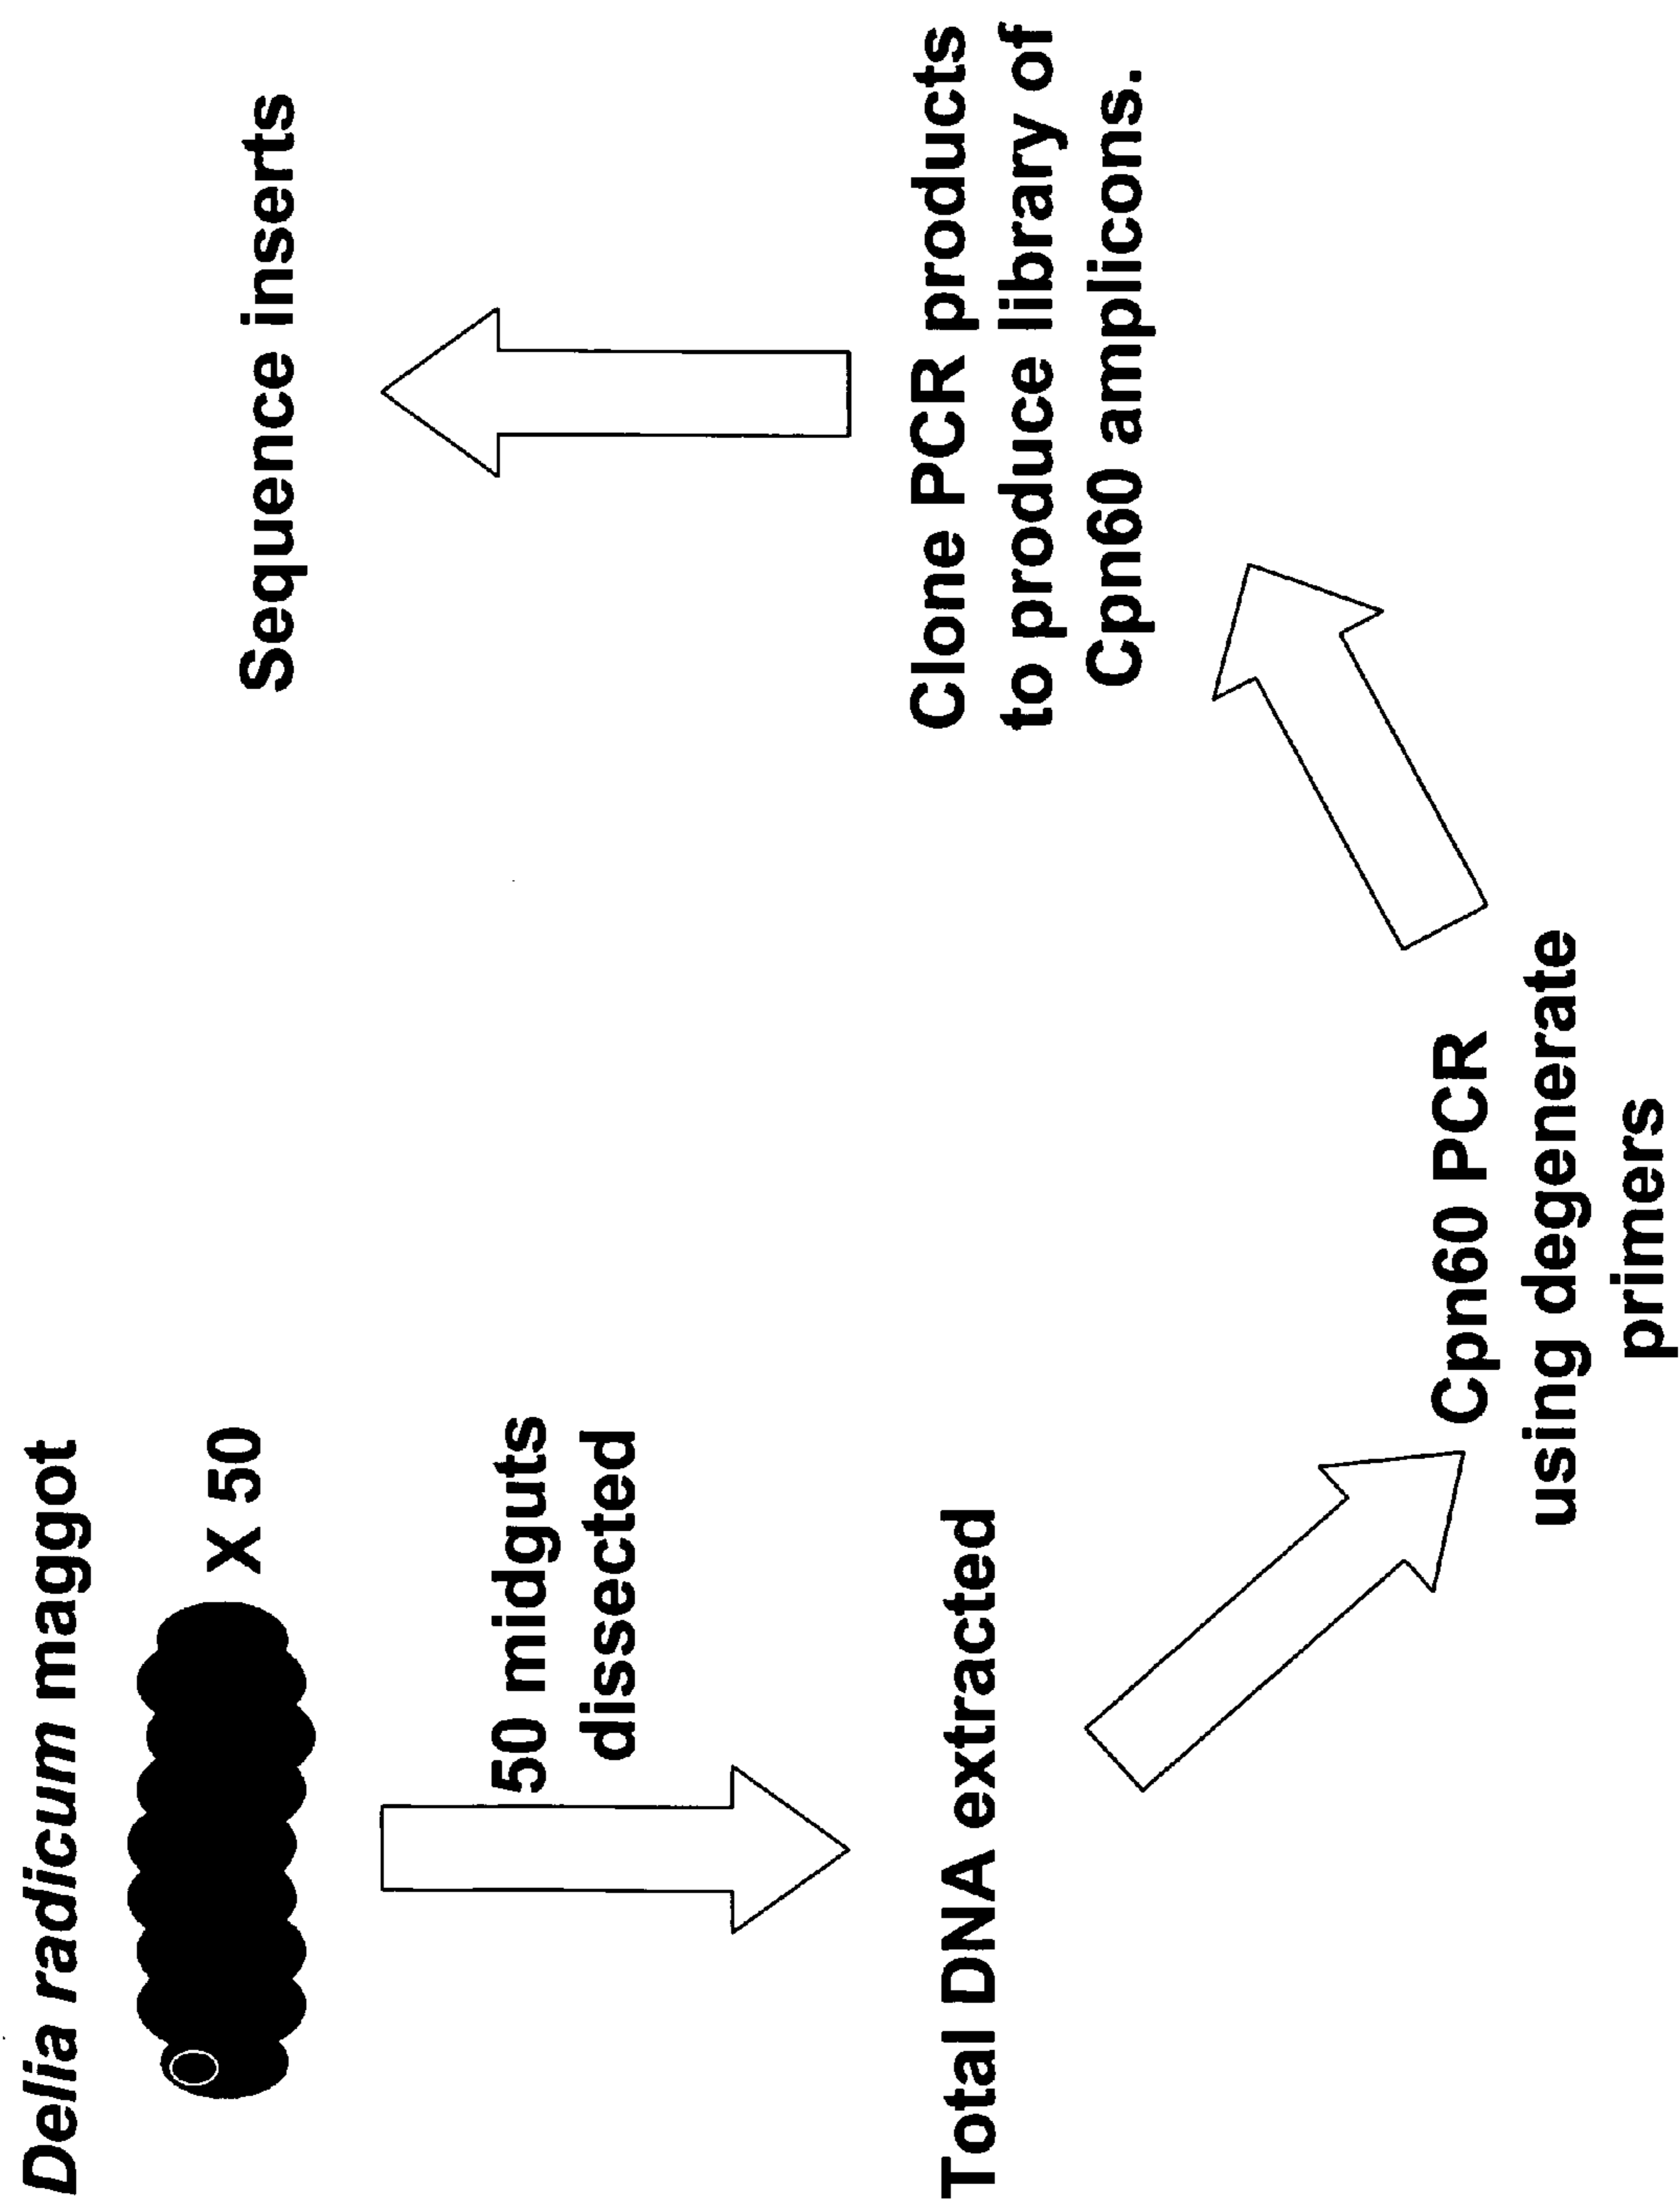 Delia radicum maggot
x 50
50 midguts
dissected
Total DNA extracted
Cpn60 PCR
using degenerate
primers
Clone PCR products
to produce library of
Cpn60 amplicons.
Sequence inserts